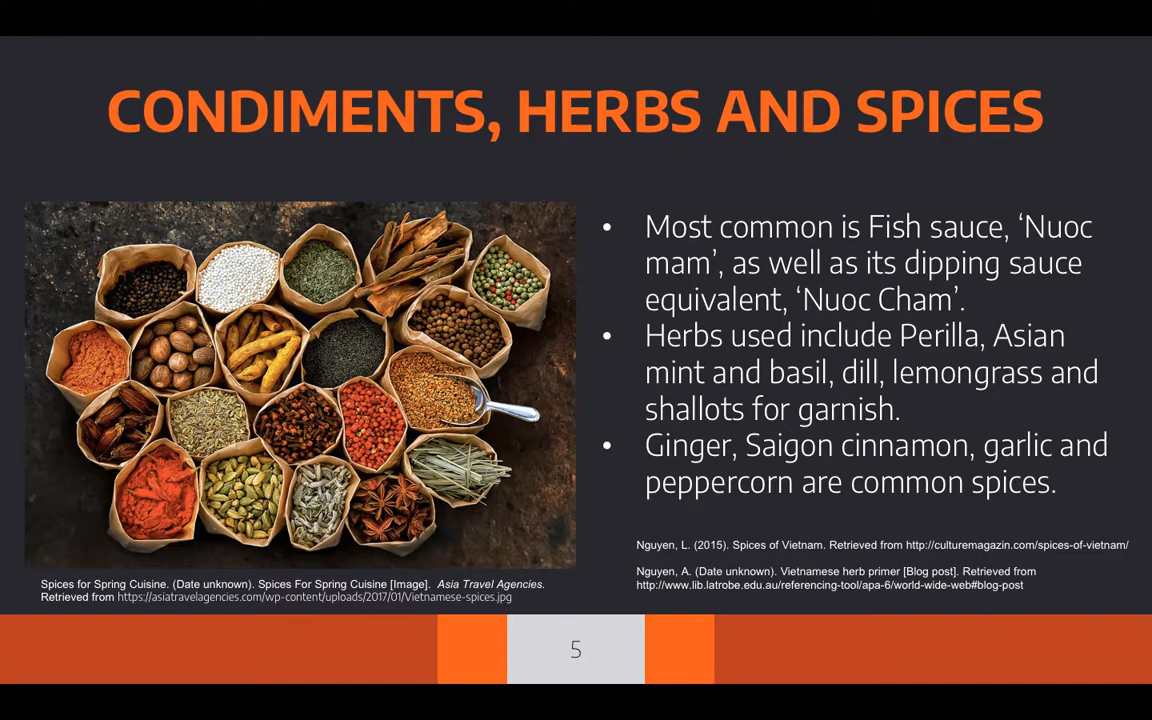 CONDIMENTS, HERBS AND SPICES
• Most common is Fish sauce, ‘Nuoc
mam’, as well as its dipping sauce
equivalent, ‘Nuoc Cham’.
• Herbs used include Perilla, Asian
mint and basil, dill, lemongrass and
shallots for garnish.
• Ginger, Saigon cinnamon, garlic and
peppercorn are common spices.
Nguyen, L. (2015). Spices of Vietnam. Retrieved from http://culturemagazin.com/spices-of-vietnam/
Nguyen, A. (Date unknown). Vietnamese herb primer [Blog post]. Retrieved from
http://www.lib.latrobe.edu.au/referencing-tool/apa-6/world-wide-web#blog-post
Spices for Spring Cuisine. (Date unknown). Spices For Spring Cuisine [Image]. Asia Travel Agencies.
Retrieved from https://asiatravelagencies.com/wp-content/uploads/2017/01/Vietnamese-spices.jpg
5